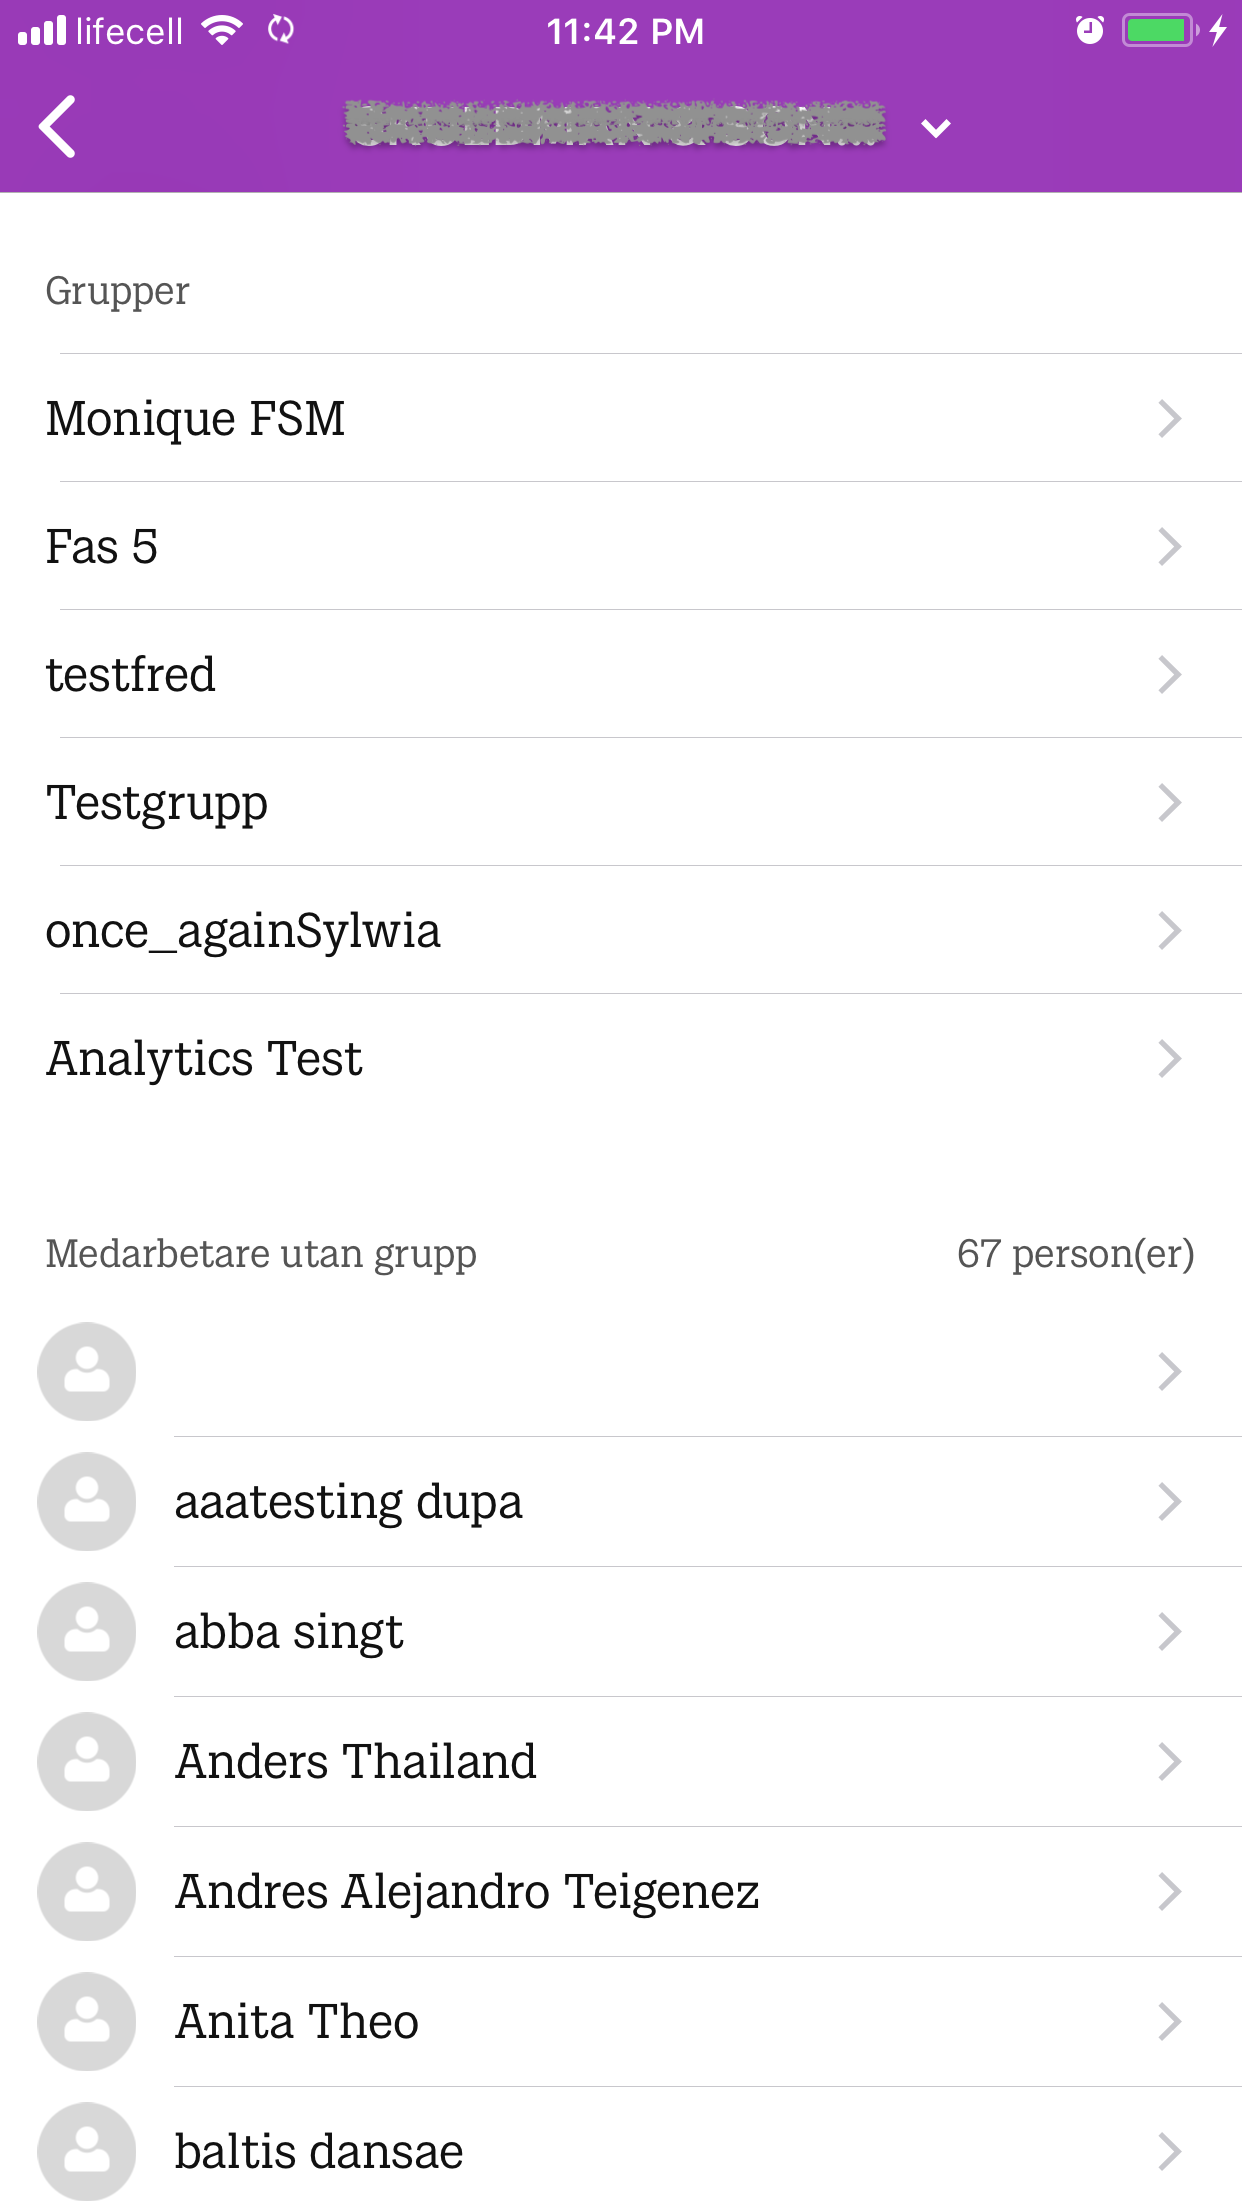 lifecell
11:42 PM
Grupper
Monique FSM
Fas 5
testfred
Testgrupp
once_againSylwia
Analytics Test
Medarbetare utan grupp
67 person(er)
aaatesting dupa
abba singt
Anders Thailand
Andres Alejandro Teigenez
Anita Theo
baltis dansae